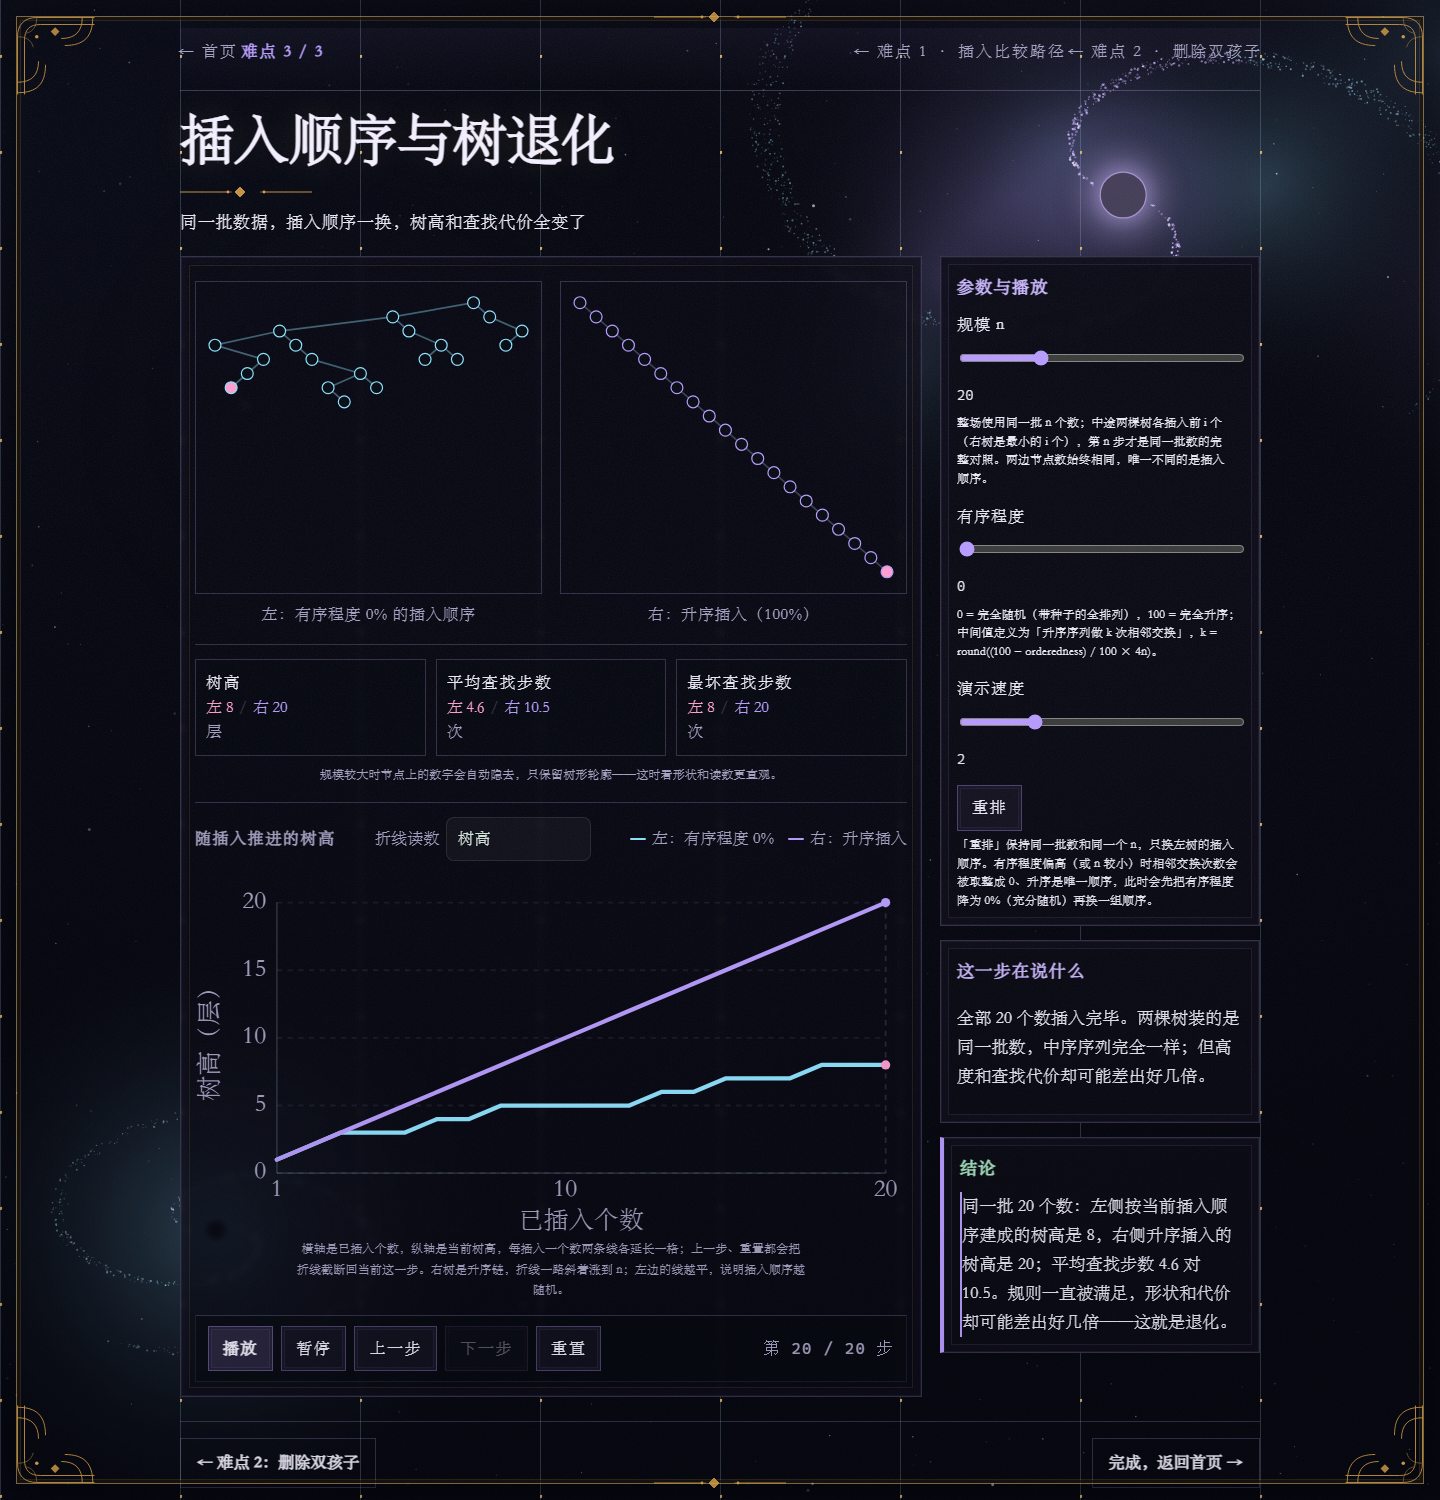 ← 首页 难点 3 / 3
← 难点 1 · 插入比较路径 ← 难点 2 · 删除双孩子
插入顺序与树退化
同一批数据，插入顺序一换，树高和查找代价全变了
左：有序程度 0% 的插入顺序
右：升序插入（100%）
树高
左 8 / 右 20
层
平均查找步数
左 4.6 / 右 10.5
次
最坏查找步数
左 8 / 右 20
次
规模较大时节点上的数字会自动隐去，只保留树形轮廓——这时看形状和读数更直观。
随插入推进的树高
折线读数
树高
左：有序程度 0%
右：升序插入
20
15
10
5
0
树高（层）
1
10
20
已插入个数
横轴是已插入个数，纵轴是当前树高，每插入一个数两条线各延长一格；上一步、重置都会把
折线截断回当前这一步。右树是升序链，折线一路斜着涨到 n；左边的线越平，说明插入顺序越
随机。
播放
暂停
上一步
下一步
重置
第 20 / 20 步
参数与播放
规模 n
20
整场使用同一批 n 个数；中途两棵树各插入前 i 个
（右树是最小的 i 个），第 n 步才是同一批数的完
整对照。两边节点数始终相同，唯一不同的是插入
顺序。
有序程度
0
0 = 完全随机（带种子的全排列），100 = 完全升序；
中间值定义为「升序序列做 k 次相邻交换」，k =
round((100 − orderedness) / 100 × 4n)。
演示速度
2
重排
「重排」保持同一批数和同一个 n，只换左树的插入
顺序。有序程度偏高（或 n 较小）时相邻交换次数会
被取整成 0、升序是唯一顺序，此时会先把有序程度
降为 0%（充分随机）再换一组顺序。
这一步在说什么
全部 20 个数插入完毕。两棵树装的是
同一批数，中序序列完全一样；但高
度和查找代价却可能差出好几倍。
结论
同一批 20 个数：左侧按当前插入顺
序建成的树高是 8，右侧升序插入的
树高是 20；平均查找步数 4.6 对
10.5。规则一直被满足，形状和代价
却可能差出好几倍——这就是退化。
← 难点 2：删除双孩子
完成，返回首页 →